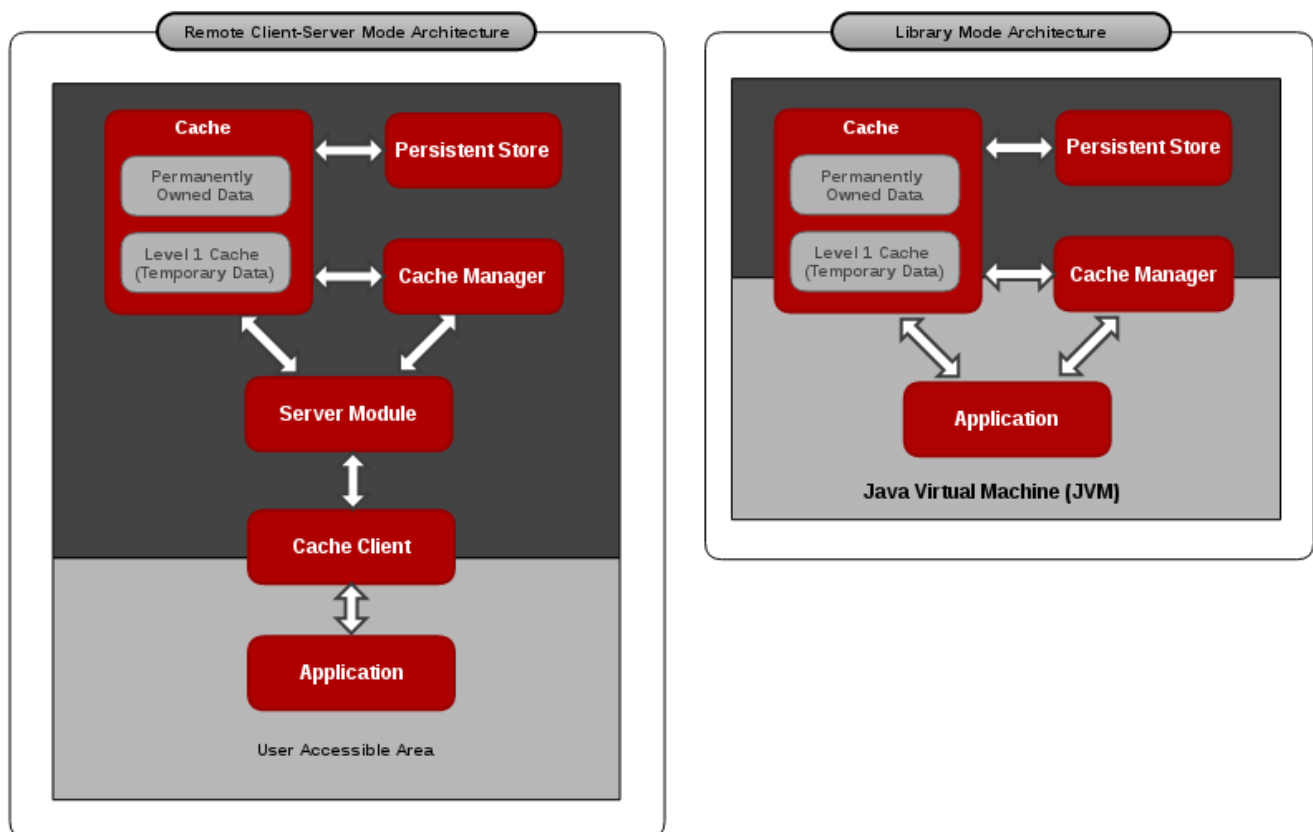 Remote Client-Server Mode Architecture
Cache
Permanently
Owned Data
Level 1 Cache
(Temporary Data)
Persistent Store
Cache Manager
Server Module
Cache Client
Application
User Accessible Area
Library Mode Architecture
Cache
Permanently
Owned Data
Level 1 Cache
(Temporary Data)
Persistent Store
Cache Manager
Application
Java Virtual Machine (JVM)